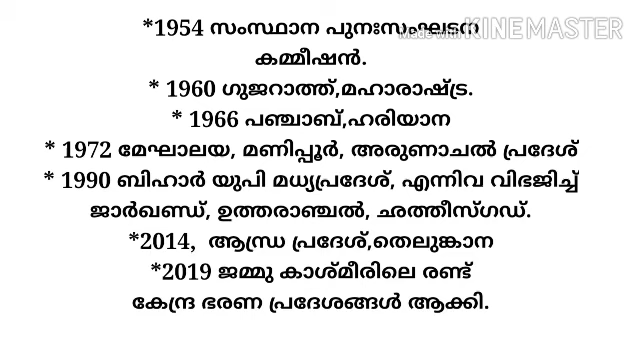 *1954 സംസ്ഥാന പുനഃസംഘടന
Made with KINEMASTER
കമ്മീഷൻ.
* 1960 ഗുജറാത്ത്,മഹാരാഷ്ട്ര.
* 1966 പഞ്ചാബ്,ഹരിയാന
* 1972 മേഘാലയ, മണിപ്പൂർ, അരുണാചൽ പ്രദേശ്
* 1990 ബിഹാർ യുപി മധ്യപ്രദേശ്, എന്നിവ വിഭജിച്ച്
ജാർഖണ്ഡ്, ഉത്തരാഞ്ചൽ, ഛത്തീസ്ഗഡ്.
*2014,  ആന്ധ്ര പ്രദേശ്,തെലുങ്കാന
*2019 ജമ്മു കാശ്മീരിലെ രണ്ട്
കേന്ദ്ര ഭരണ പ്രദേശങ്ങൾ ആക്കി.